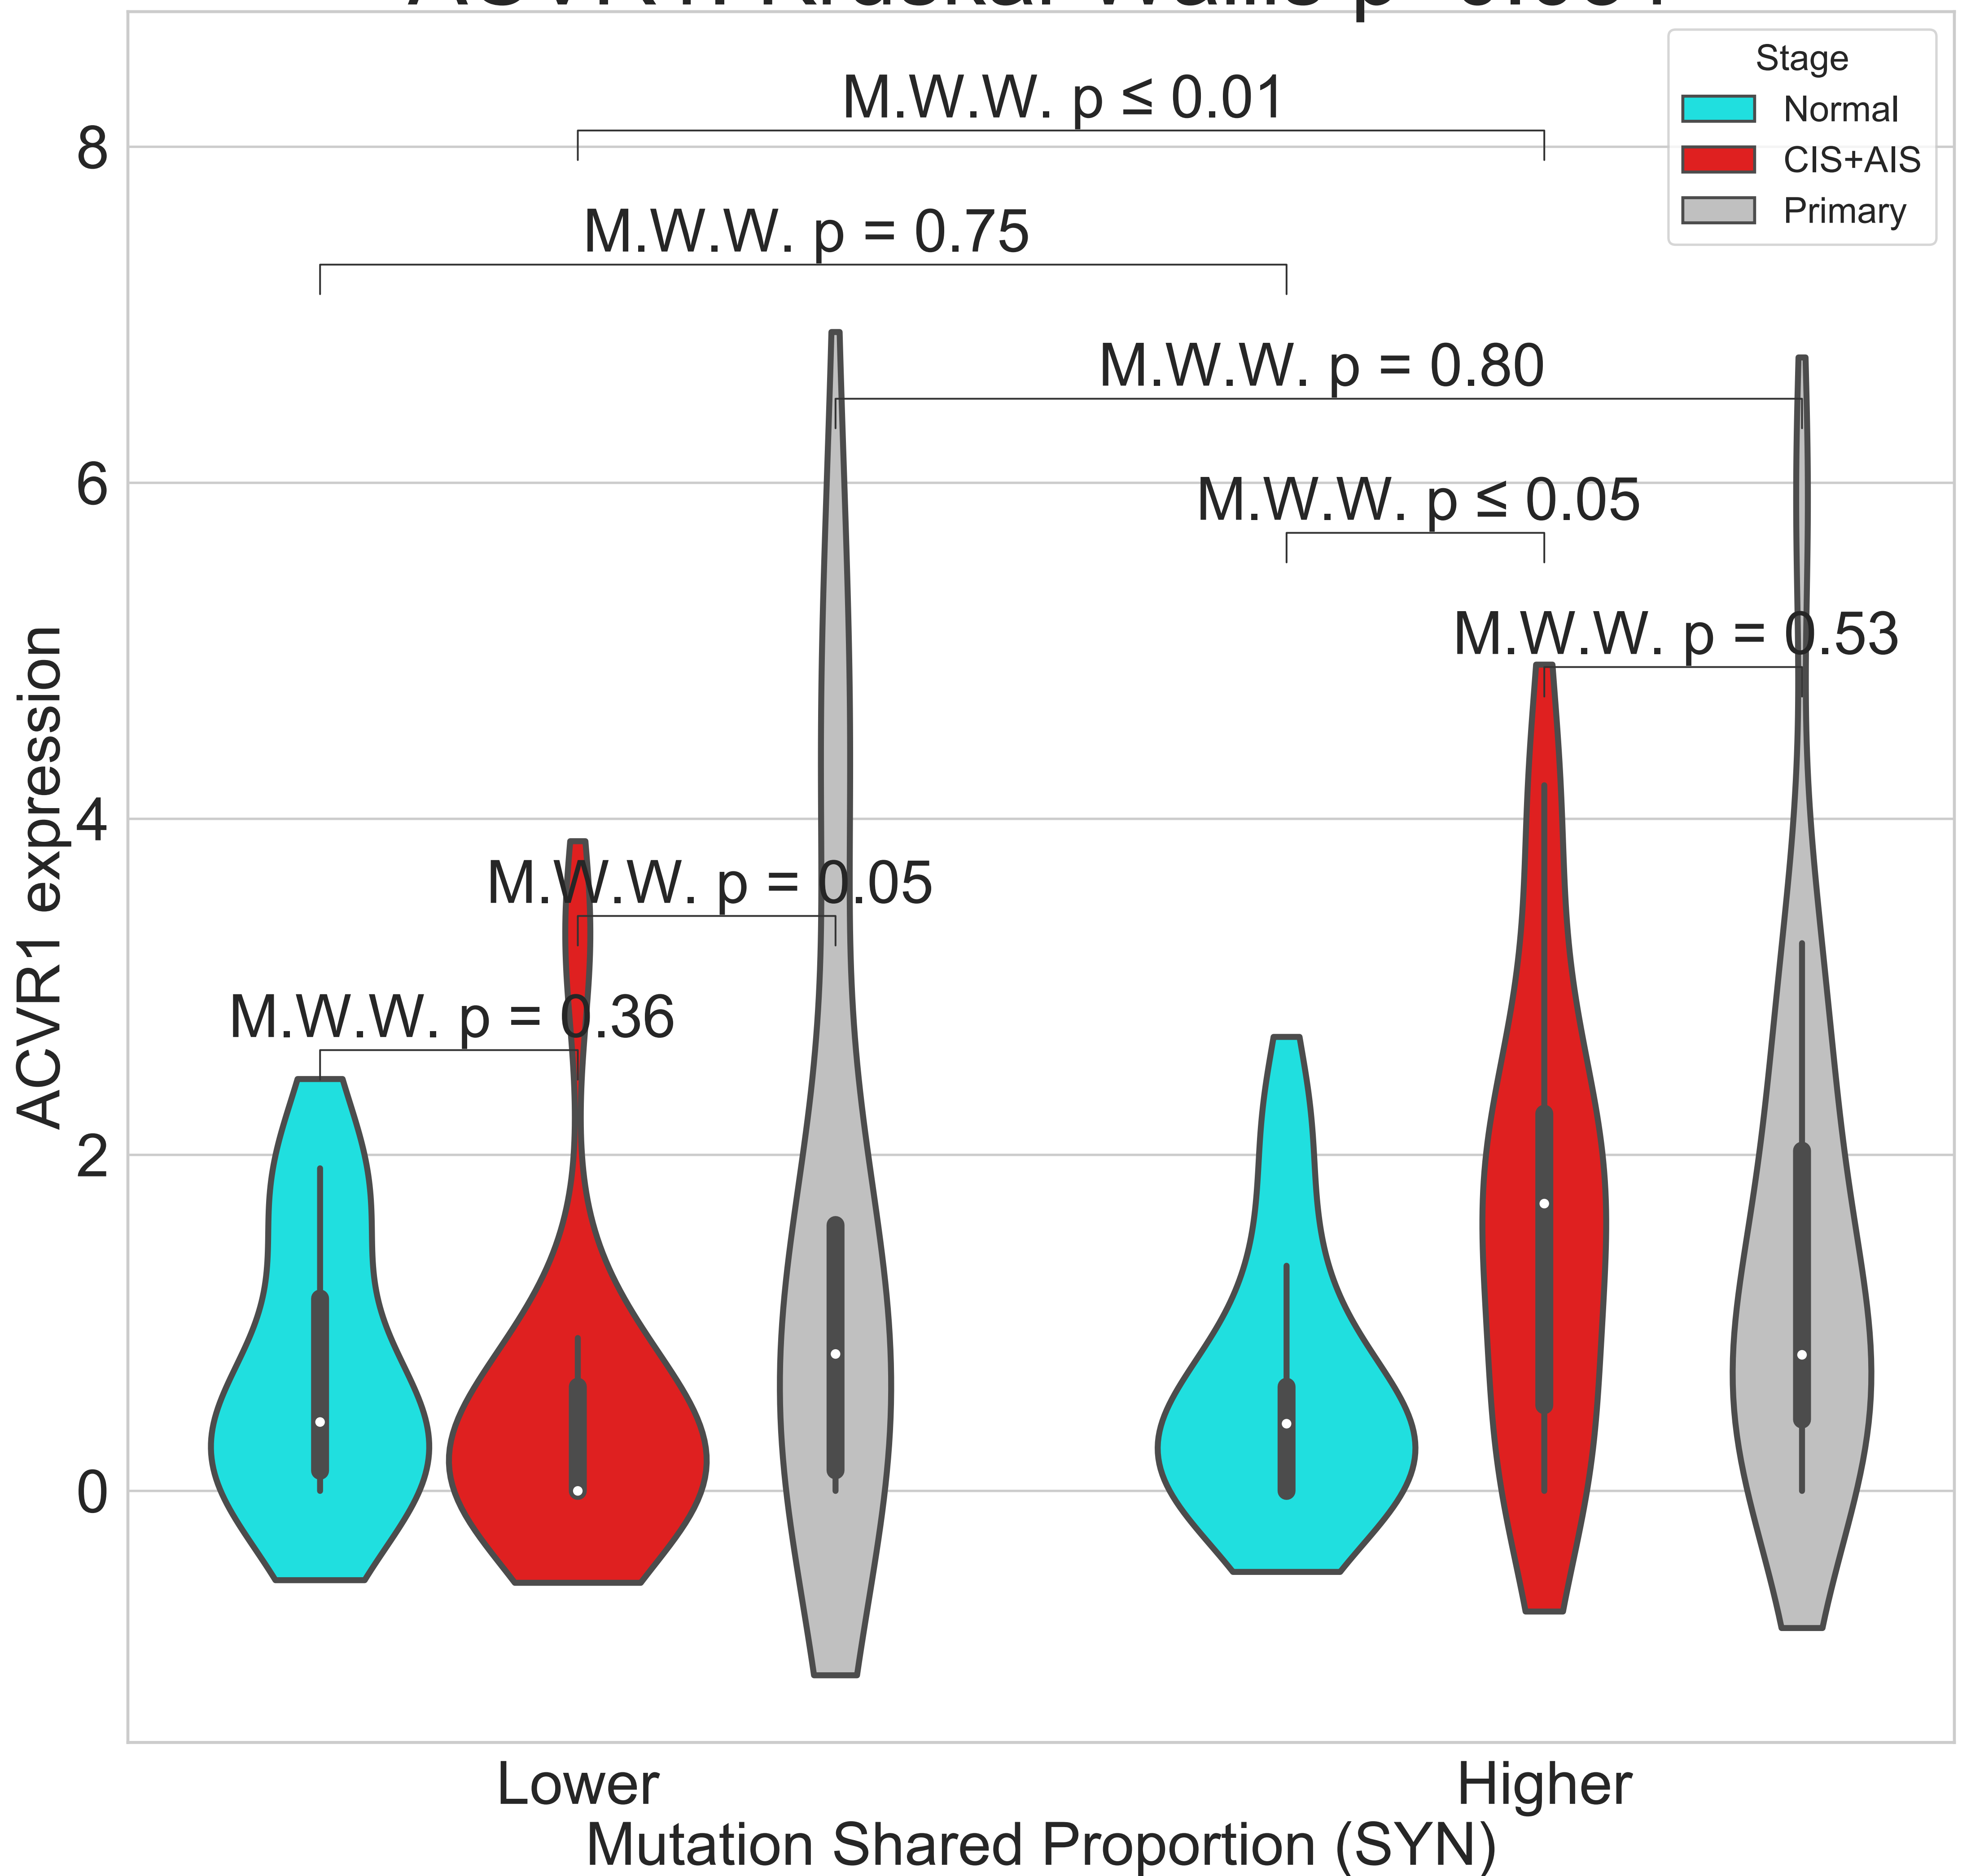 Stage
Normal
CIS+AIS
Primary
M.W.W. p ≤ 0.01
M.W.W. p = 0.75
M.W.W. p = 0.80
M.W.W. p ≤ 0.05
M.W.W. p = 0.53
M.W.W. p = 0.05
M.W.W. p = 0.36
8
6
4
2
0
ACVR1 expression
Lower
Higher
Mutation Shared Proportion (SYN)